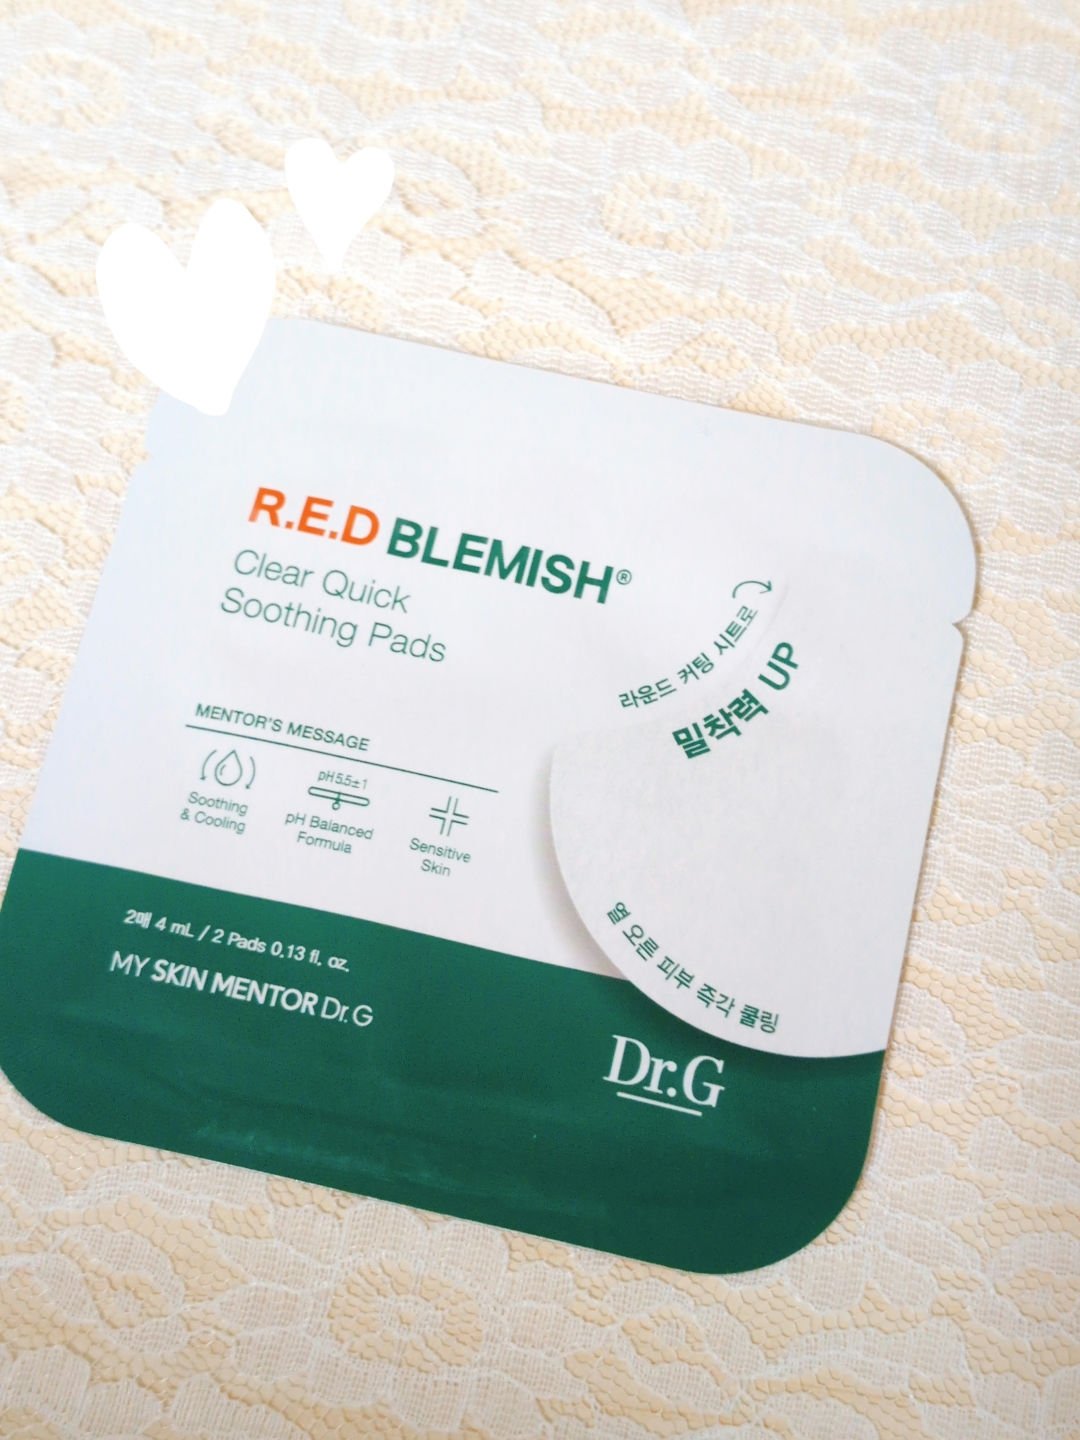 R.E.D BLEMISH®
Clear Quick
Soothing Pads
라운드 커팅 시트로
밀착력 UP
MENTOR'S MESSAGE
Soothing
& Cooling
pH 5.5±1
pH Balanced
Formula
Sensitive
Skin
열 오른 피부 즉각 쿨링
2매 4 mL / 2 Pads 0.13 fl. oz.
MY SKIN MENTOR Dr.G
Dr.G